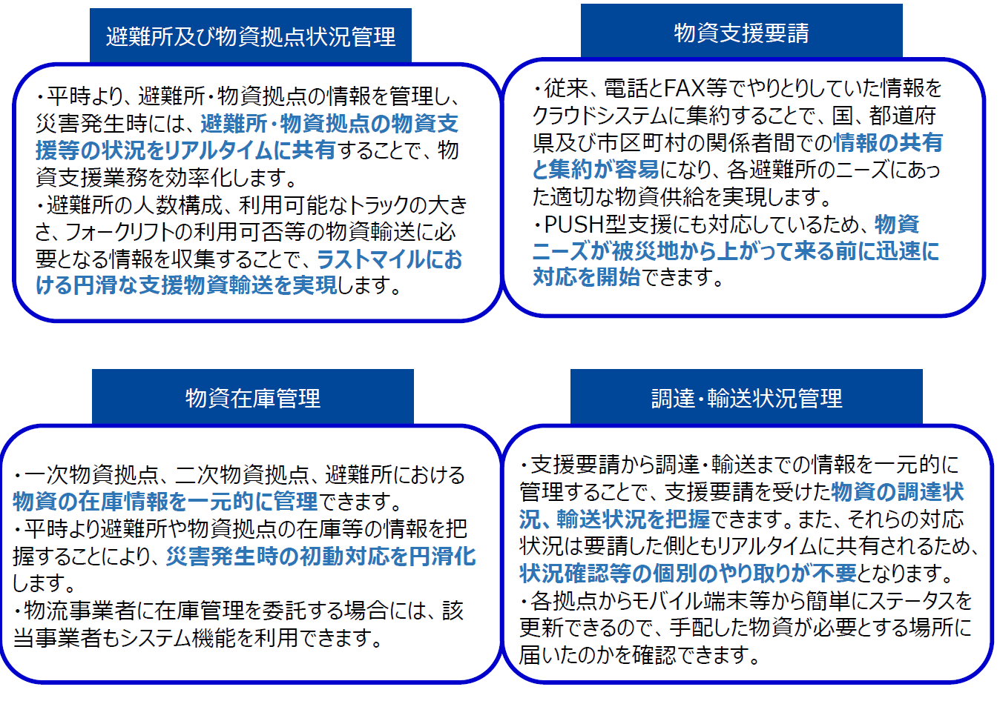 避難所及び物資拠点状況管理
・平時より、避難所・物資拠点の情報を管理し、
災害発生時には、避難所・物資拠点の物資支
援等の状況をリアルタイムに共有することで、物
資支援業務を効率化します。
・避難所の人数構成、利用可能なトラックの大き
さ、フォークリフトの利用可否等の物資輸送に必
要となる情報を収集することで、ラストマイルにお
ける円滑な支援物資輸送を実現します。
物資支援要請
・従来、電話とFAX等でやりとりしていた情報を
クラウドシステムに集約することで、国、都道府
県及び市区町村の関係者間での情報の共有
と集約が容易になり、各避難所のニーズにあっ
た適切な物資供給を実現します。
・PUSH型支援にも対応しているため、物資
ニーズが被災地から上がって来る前に迅速に
対応を開始できます。
物資在庫管理
・一次物資拠点、二次物資拠点、避難所における
物資の在庫情報を一元的に管理できます。
・平時より避難所や物資拠点の在庫等の情報を把
握することにより、災害発生時の初動対応を円滑化
します。
・物流事業者に在庫管理を委託する場合には、該
当事業者もシステム機能を利用できます。
調達・輸送状況管理
・支援要請から調達・輸送までの情報を一元的に
管理することで、支援要請を受けた物資の調達状
況、輸送状況を把握できます。また、それらの対応
状況は要請した側ともリアルタイムに共有されるため、
状況確認等の個別のやり取りが不要となります。
・各拠点からモバイル端末等から簡単にステータスを
更新できるので、手配した物資が必要とする場所に
届いたのかを確認できます。